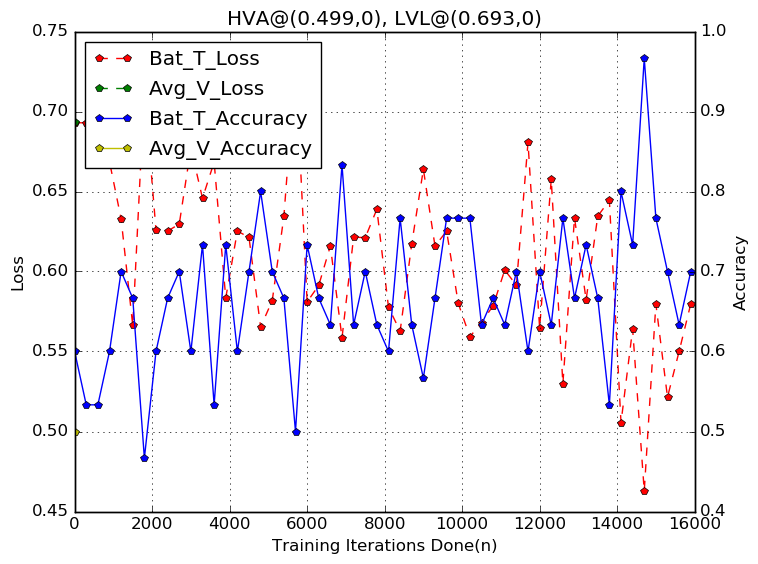 HVA@(0.499,0), LVL@(0.693,0)
0.75
0.70
0.65
0.60
0.55
0.50
0.45
Loss
Bat_T_Loss
Avg_V_Loss
Bat_T_Accuracy
Avg_V_Accuracy
1.0
0.9
0.8
0.7
0.6
0.5
0.4
Accuracy
0 2000 4000 6000 8000 10000 12000 14000 16000
Training Iterations Done(n)